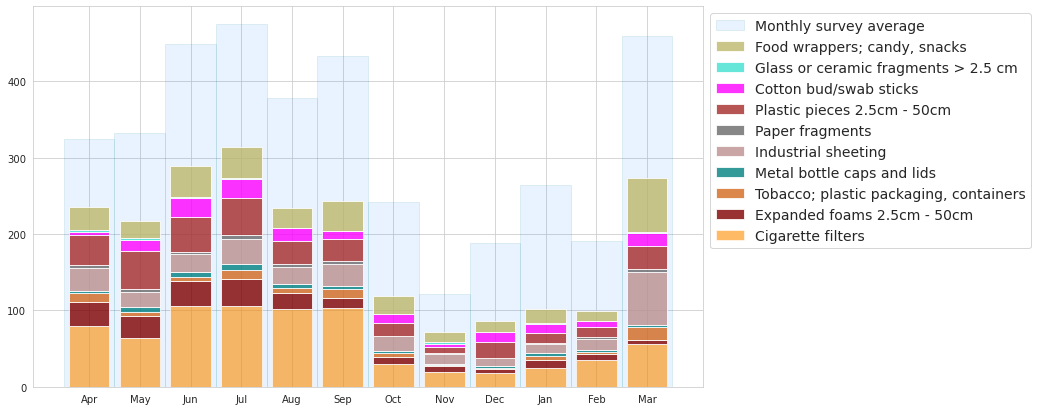 Monthly survey average
Food wrappers; candy, snacks
Glass or ceramic fragments > 2.5 cm
Cotton bud/swab sticks
Plastic pieces 2.5cm - 50cm
Paper fragments
Industrial sheeting
Metal bottle caps and lids
Tobacco; plastic packaging, containers
Expanded foams 2.5cm - 50cm
Cigarette filters
400
300
200
100
0
Apr May Jun Jul Aug Sep Oct Nov Dec Jan Feb Mar